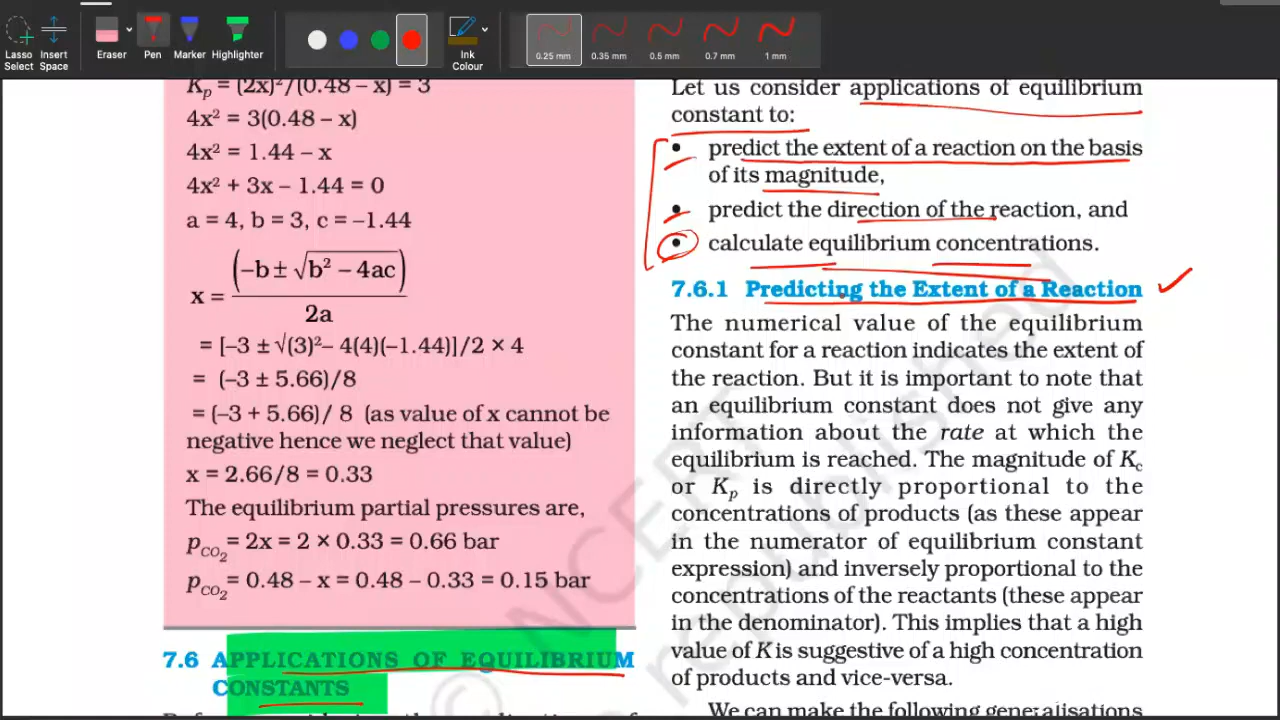 Lasso
Select
Insert
Space
Eraser
Pen
Marker
Highlighter
Ink
Colour
0.25 mm
0.35 mm
0.5 mm
0.7 mm
1 mm
Kp = (2x)²/(0.48 – x) = 3
4x² = 3(0.48 – x)
4x² = 1.44 – x
4x² + 3x – 1.44 = 0
a = 4, b = 3, c = –1.44
x = (–b ± √b² – 4ac) / 2a
= [–3 ± √(3)²– 4(4)(–1.44)]/2 × 4
= (–3 ± 5.66)/8
= (–3 + 5.66)/ 8 (as value of x cannot be
negative hence we neglect that value)
x = 2.66/8 = 0.33
The equilibrium partial pressures are,
pCO₂ = 2x = 2 × 0.33 = 0.66 bar
pCO₂ = 0.48 – x = 0.48 – 0.33 = 0.15 bar
7.6 APPLICATIONS OF EQUILIBRIUM
CONSTANTS
Let us consider applications of equilibrium
constant to:
• predict the extent of a reaction on the basis
of its magnitude,
• predict the direction of the reaction, and
• calculate equilibrium concentrations.
7.6.1 Predicting the Extent of a Reaction
The numerical value of the equilibrium
constant for a reaction indicates the extent of
the reaction. But it is important to note that
an equilibrium constant does not give any
information about the rate at which the
equilibrium is reached. The magnitude of Kc
or Kp is directly proportional to the
concentrations of products (as these appear
in the numerator of equilibrium constant
expression) and inversely proportional to the
concentrations of the reactants (these appear
in the denominator). This implies that a high
value of K is suggestive of a high concentration
of products and vice-versa.
We can make the following generalisations
© NCERT
republished